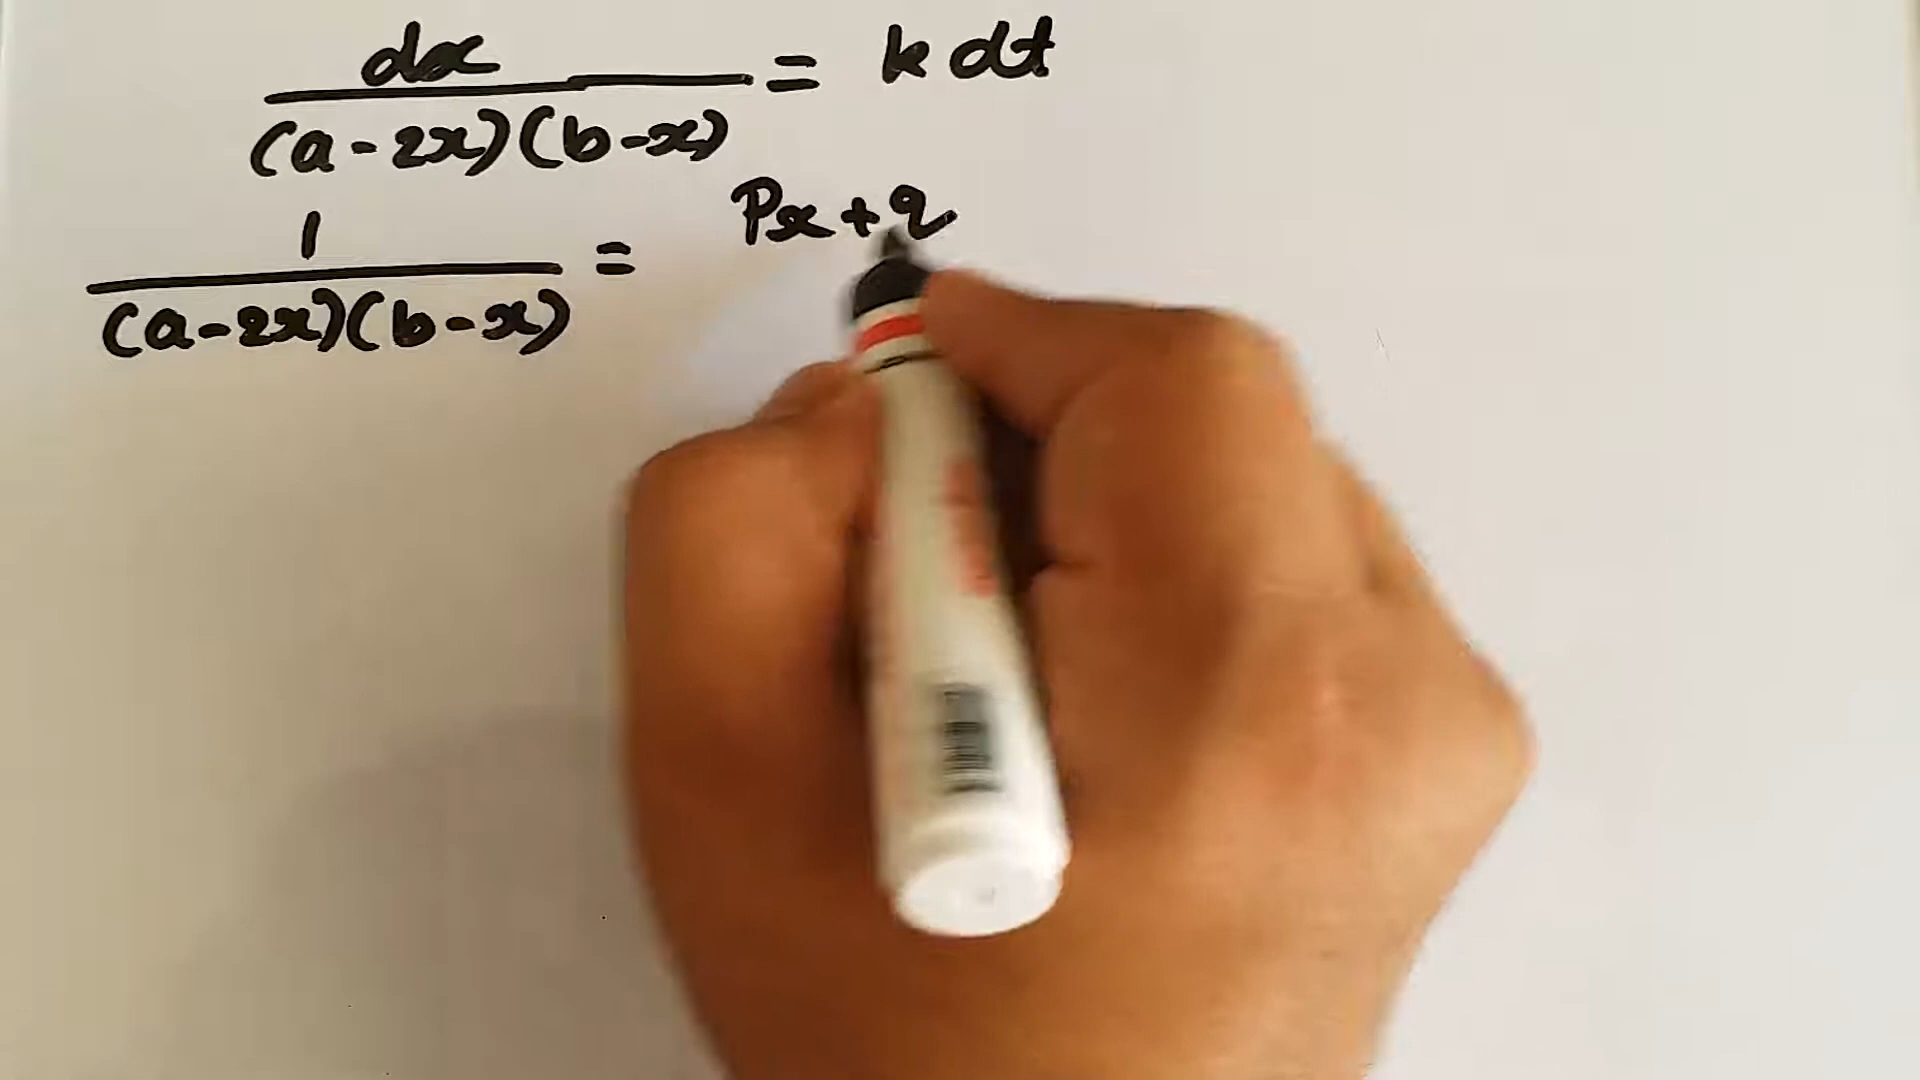 dx / (a-2x)(b-x) = k dt
1 / (a-2x)(b-x) = Px + q